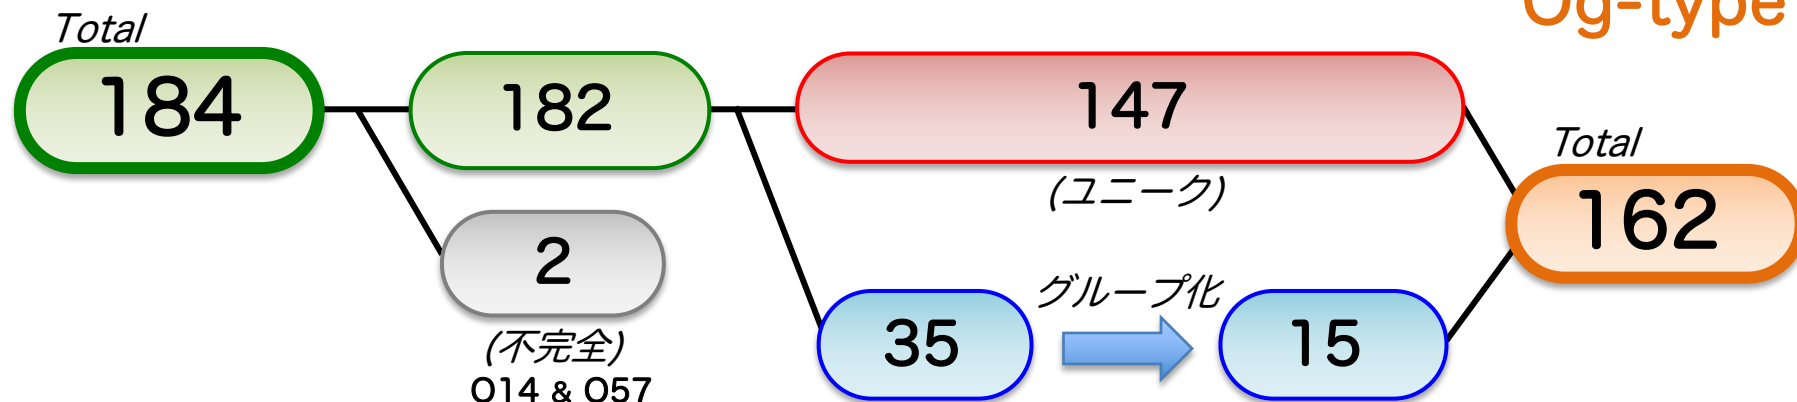 Og-type
Total
184
182
147
(ユニーク)
Total
162
2
(不完全)
O14 & O57
グループ化
35
15